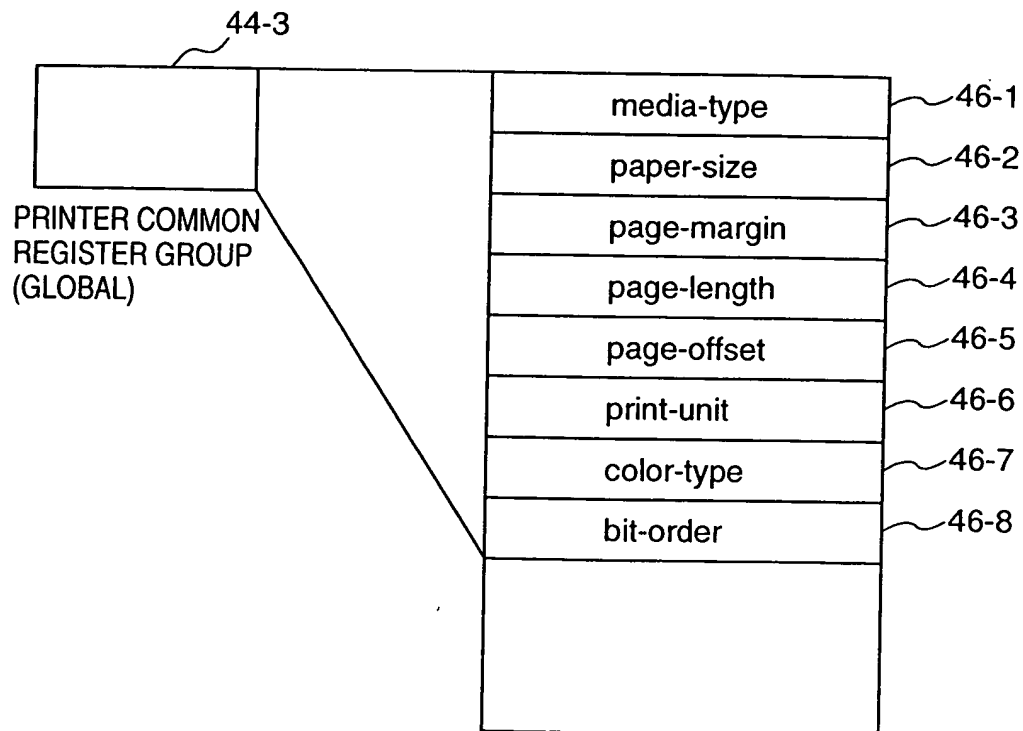 44-3
PRINTER COMMON
REGISTER GROUP
(GLOBAL)
media-type 46-1
paper-size 46-2
page-margin 46-3
page-length 46-4
page-offset 46-5
print-unit 46-6
color-type 46-7
bit-order 46-8